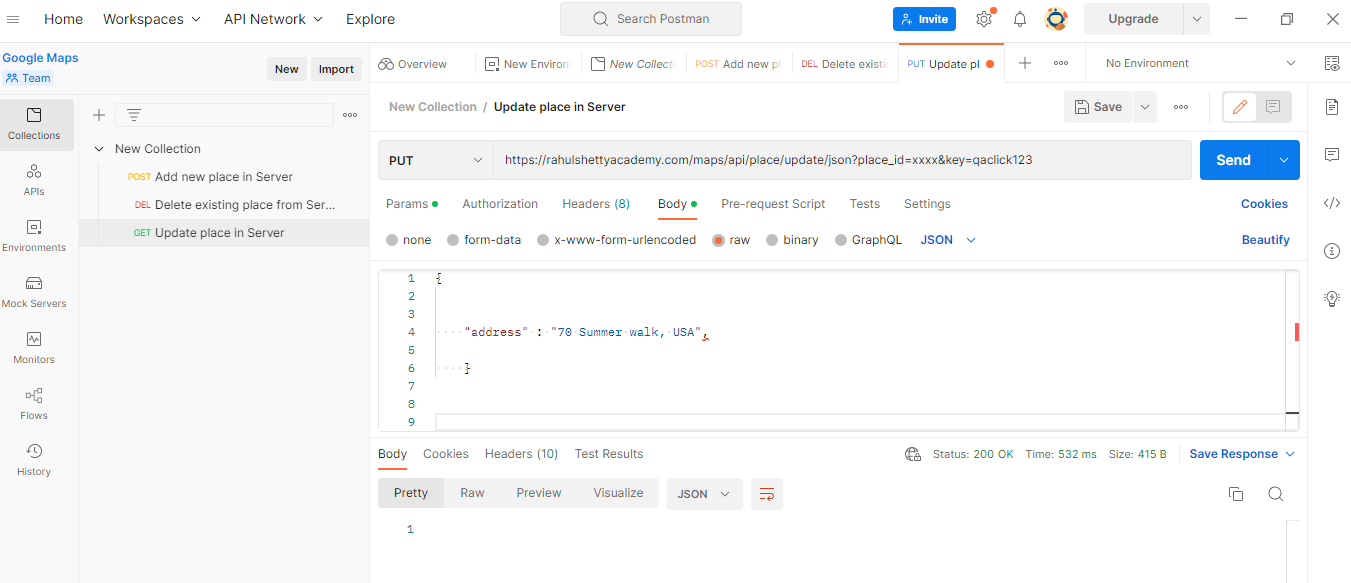 Home Workspaces API Network Explore Search Postman Invite Upgrade
Google Maps
Team
New Import
Overview New Environ New Collecti POST Add new pl DEL Delete existi PUT Update pl No Environment
Collections
APIs
Environments
Mock Servers
Monitors
Flows
History
New Collection
POST Add new place in Server
DEL Delete existing place from Ser...
GET Update place in Server
New Collection / Update place in Server Save
PUT https://rahulshettyacademy.com/maps/api/place/update/json?place_id=xxxx&key=qaclick123 Send
Params Authorization Headers (8) Body Pre-request Script Tests Settings Cookies
none form-data x-www-form-urlencoded raw binary GraphQL JSON Beautify
1 {
2
3
4 "address" : "70 Summer walk, USA",
5
6 }
7
8
9
Body Cookies Headers (10) Test Results Status: 200 OK Time: 532 ms Size: 415 B Save Response
Pretty Raw Preview Visualize JSON
1